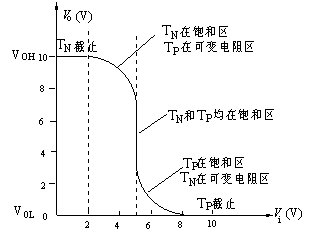 Vo(V)
TN在饱和区
TP在可变电阻区
VOH 10
TN截止
8
6
TN和TP均在饱和区
4
TP在饱和区
TN在可变电阻区
2
TP截止
VOL 0
2 4 6 8 10
VI(V)